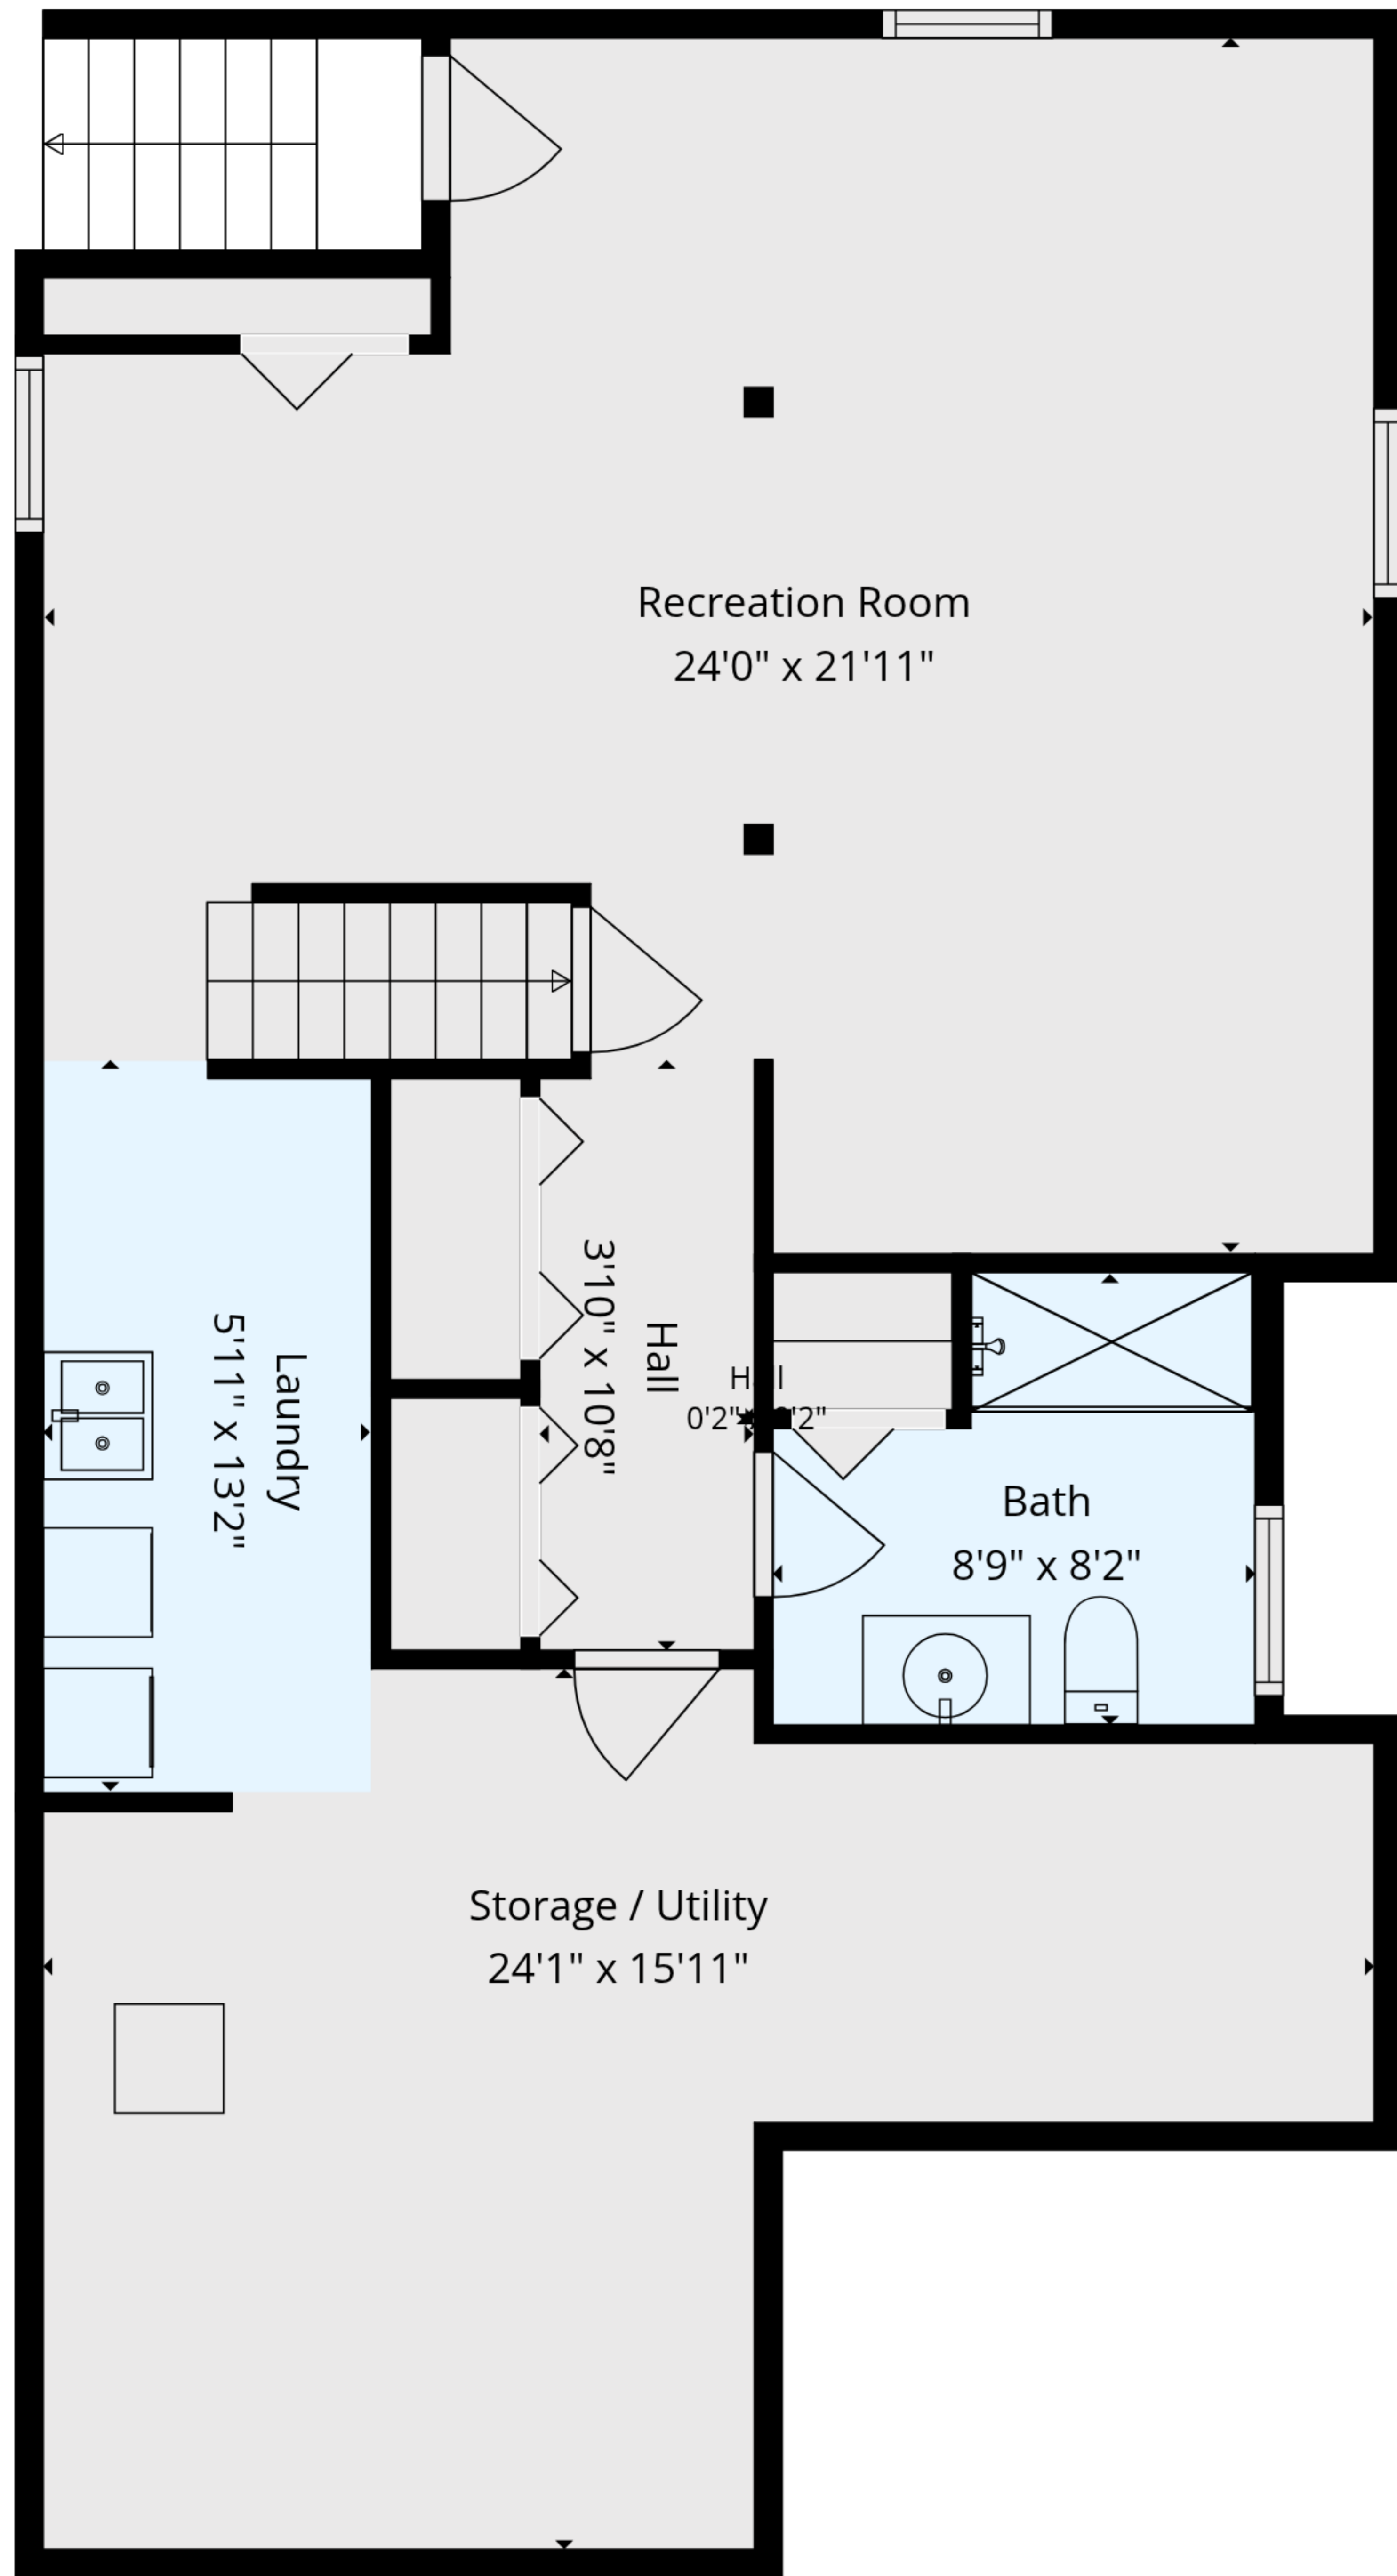 Recreation Room
24'0" x 21'11"
Hall
3'10" x 10'8"
Laundry
5'11" x 13'2"
Bath
8'9" x 8'2"
Storage / Utility
24'1" x 15'11"